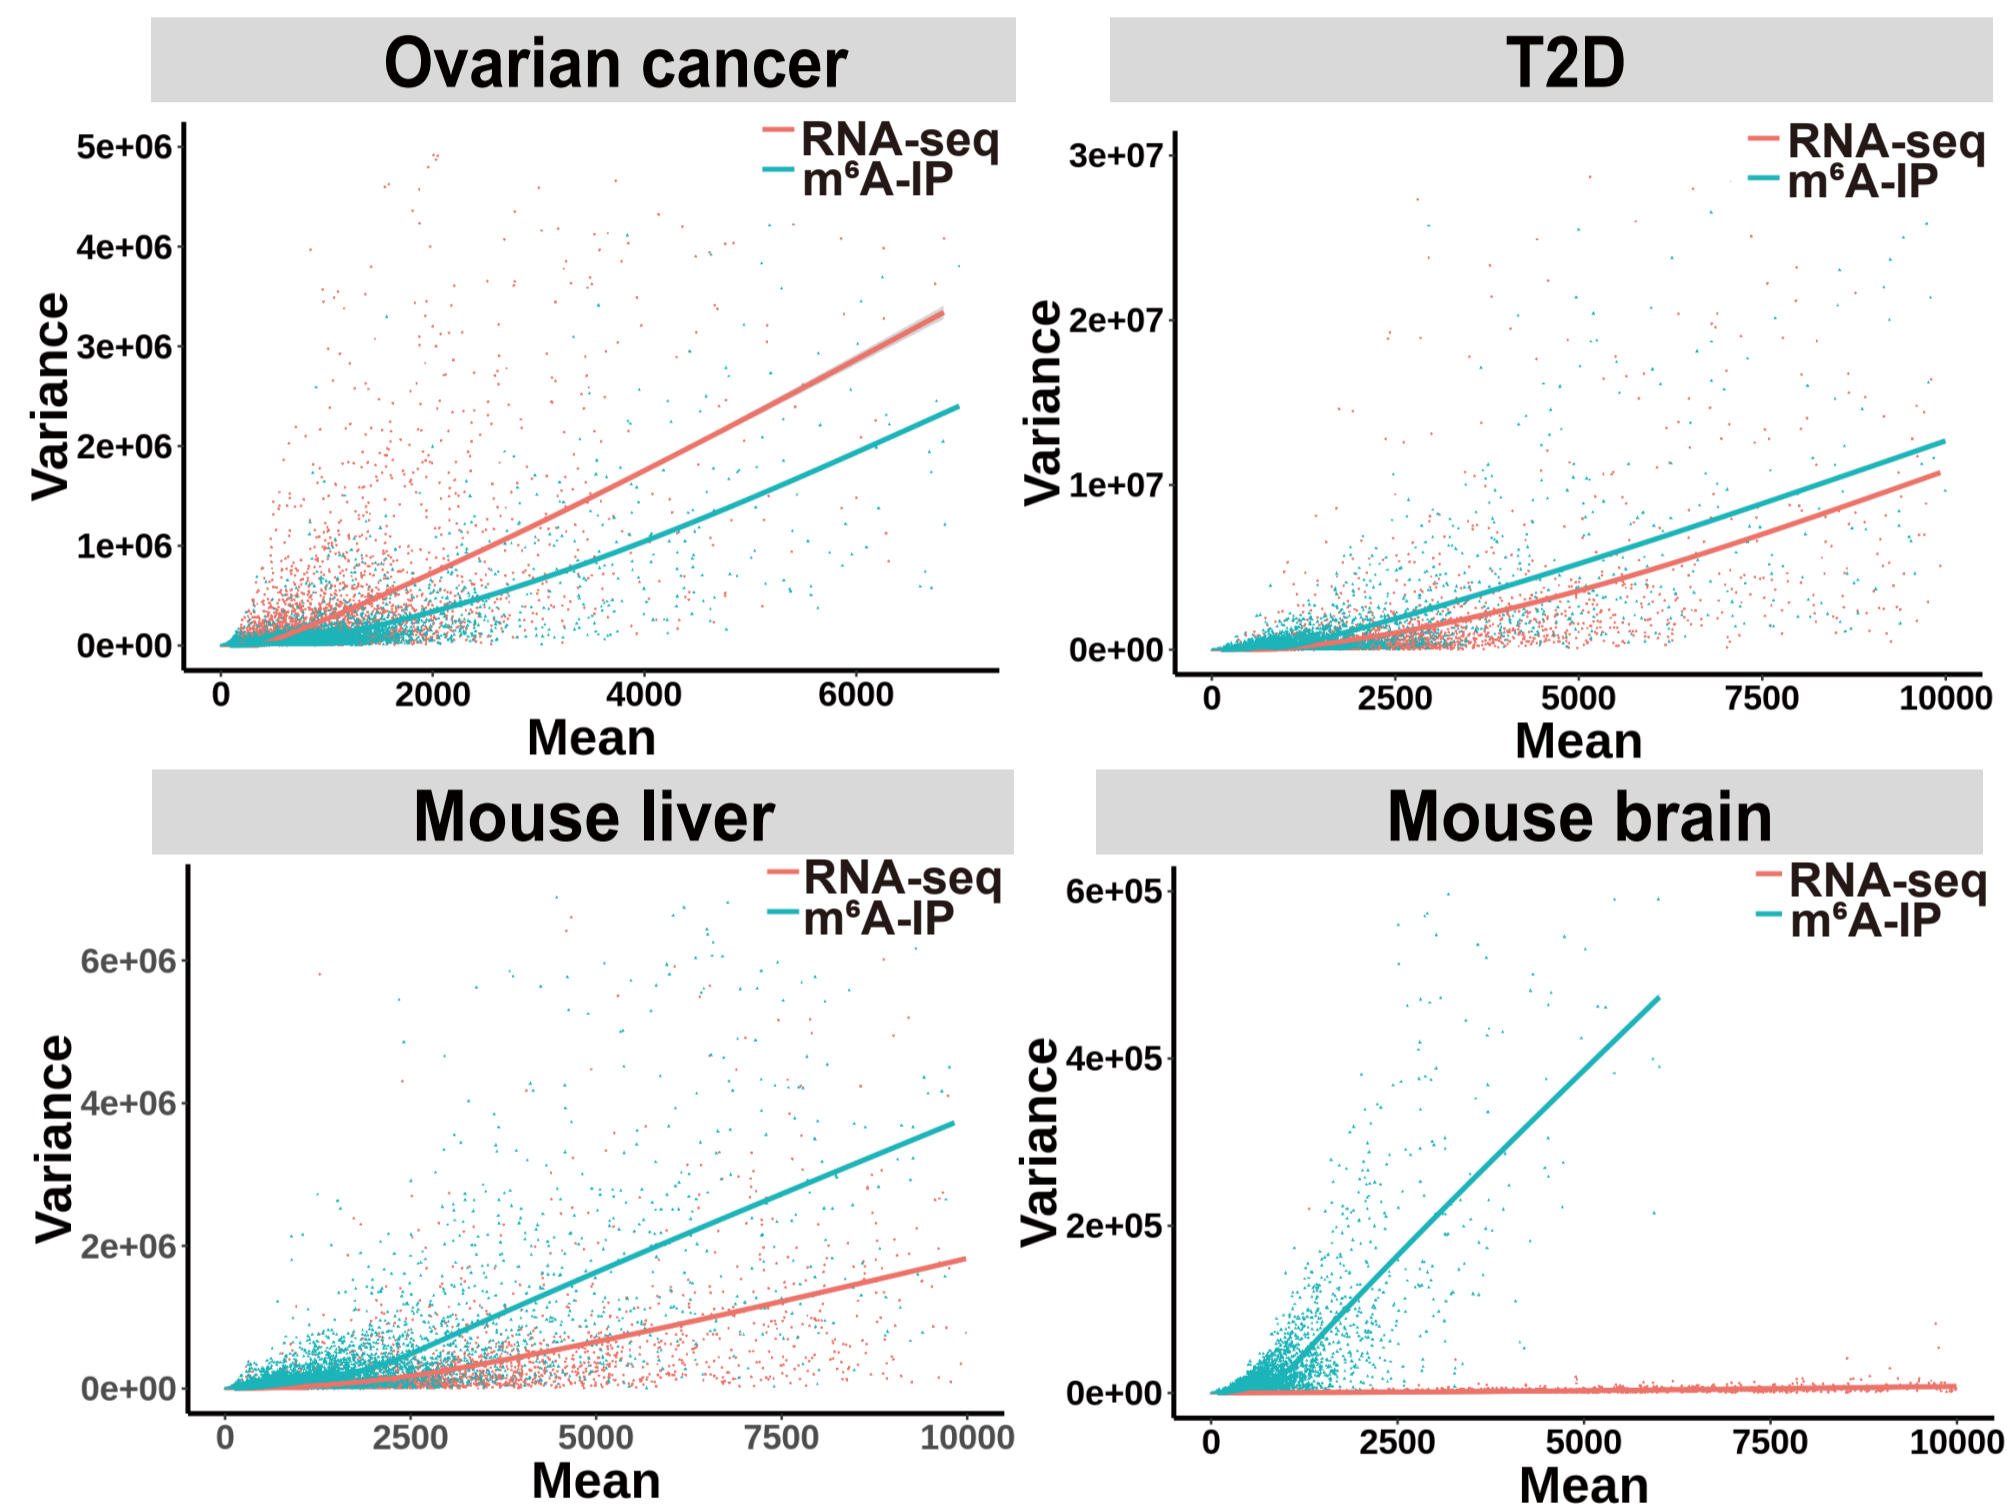 Ovarian cancer
RNA-seq
m⁶A-IP
5e+06
4e+06
3e+06
2e+06
1e+06
0e+00
Variance
0 2000 4000 6000
Mean
T2D
RNA-seq
m⁶A-IP
3e+07
2e+07
1e+07
0e+00
Variance
0 2500 5000 7500 10000
Mean
Mouse liver
RNA-seq
m⁶A-IP
6e+06
4e+06
2e+06
0e+00
Variance
0 2500 5000 7500 10000
Mean
Mouse brain
RNA-seq
m⁶A-IP
6e+05
4e+05
2e+05
0e+00
Variance
0 2500 5000 7500 10000
Mean